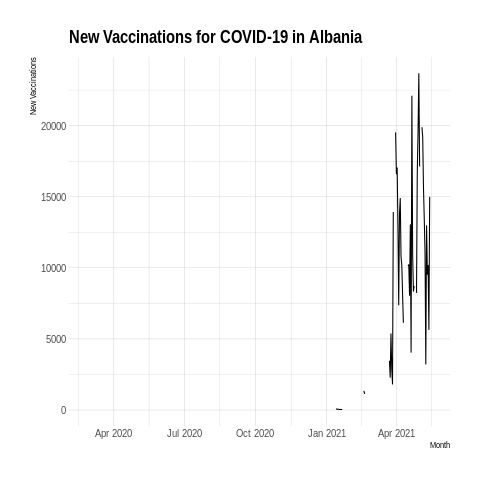 New Vaccinations for COVID-19 in Albania
New Vaccinations
20000
15000
10000
5000
0
Apr 2020 Jul 2020 Oct 2020 Jan 2021 Apr 2021
Month